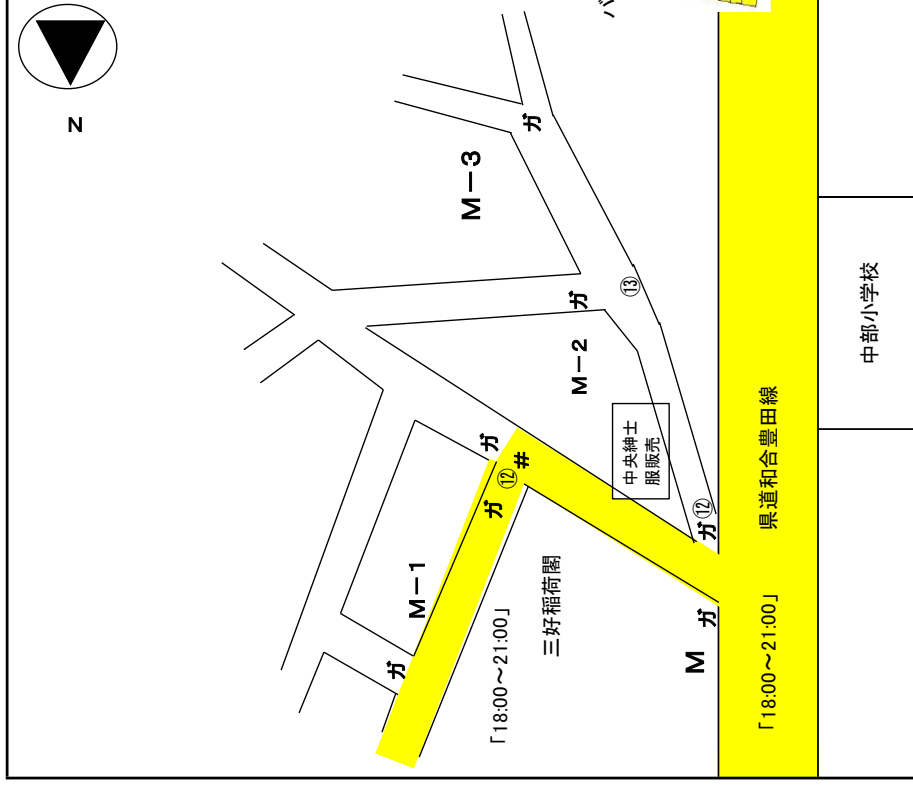 N
バ
ガ
M－3
ガ
⑬
M－2
中央紳士
服販売
ガ
⑫
ガ
#
ガ
⑫
M－1
ガ
三好稲荷閣
「18:00～21:00」
M
ガ
県道和合豊田線
「18:00～21:00」
中部小学校